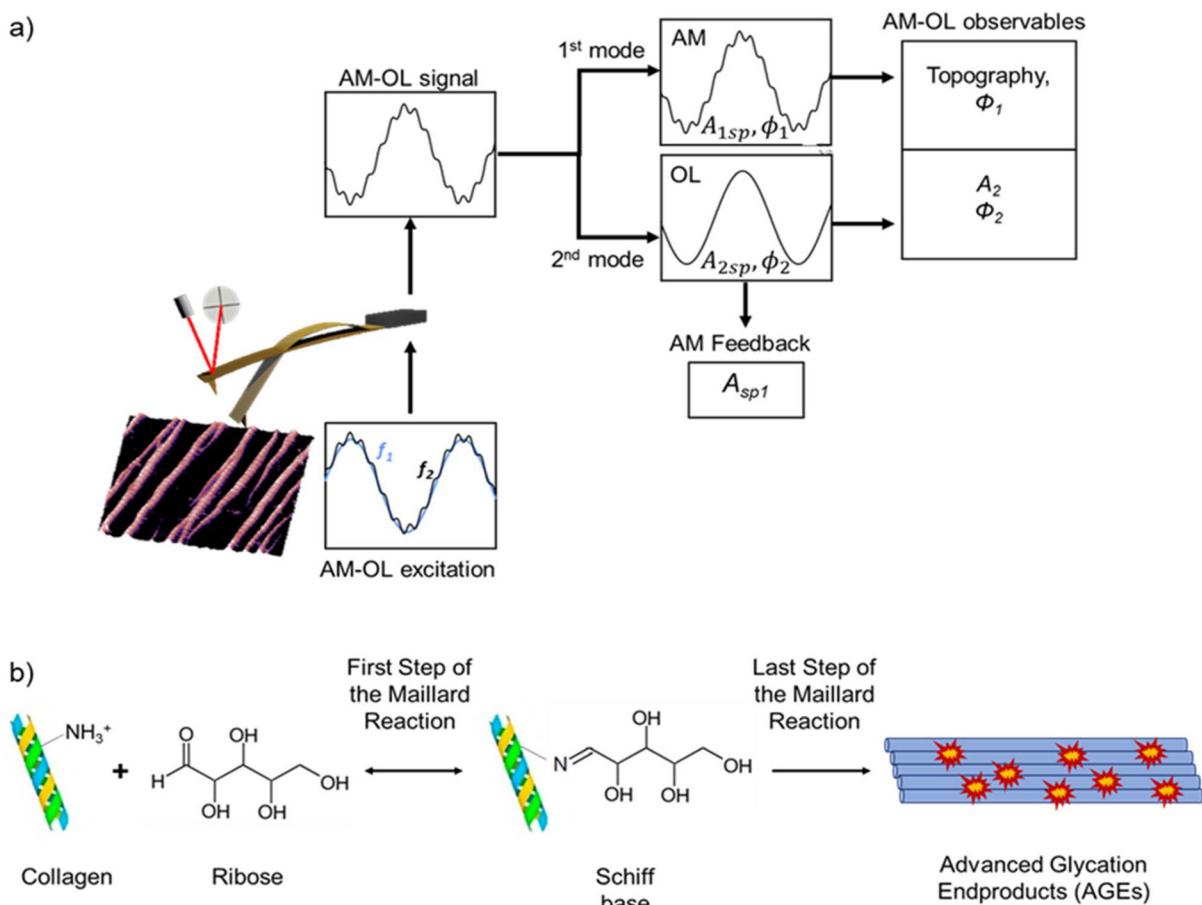 a)
AM-OL signal
1st mode
2nd mode
AM
A1sp, ϕ1
OL
A2sp, ϕ2
AM-OL observables
Topography,
Φ1
A2
Φ2
AM Feedback
Asp1
f1
f2
AM-OL excitation
b)
NH3+
+
O
H
OH
OH
OH
OH
First Step of
the Maillard
Reaction
N
OH
OH
OH
OH
Last Step of
the Maillard
Reaction
Collagen
Ribose
Schiff
base
Advanced Glycation
Endproducts (AGEs)